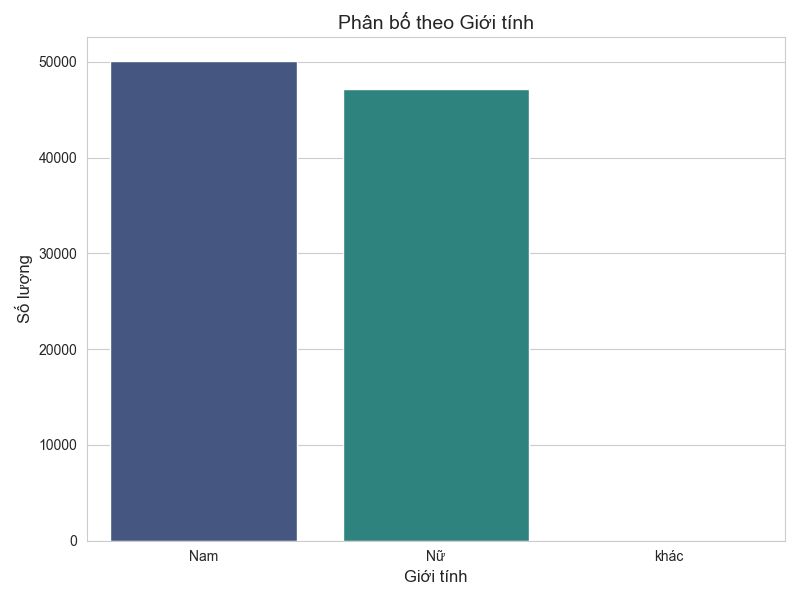 Phân bố theo Giới tính
50000
40000
30000
20000
10000
0
Số lượng
Nam
Nữ
khác
Giới tính